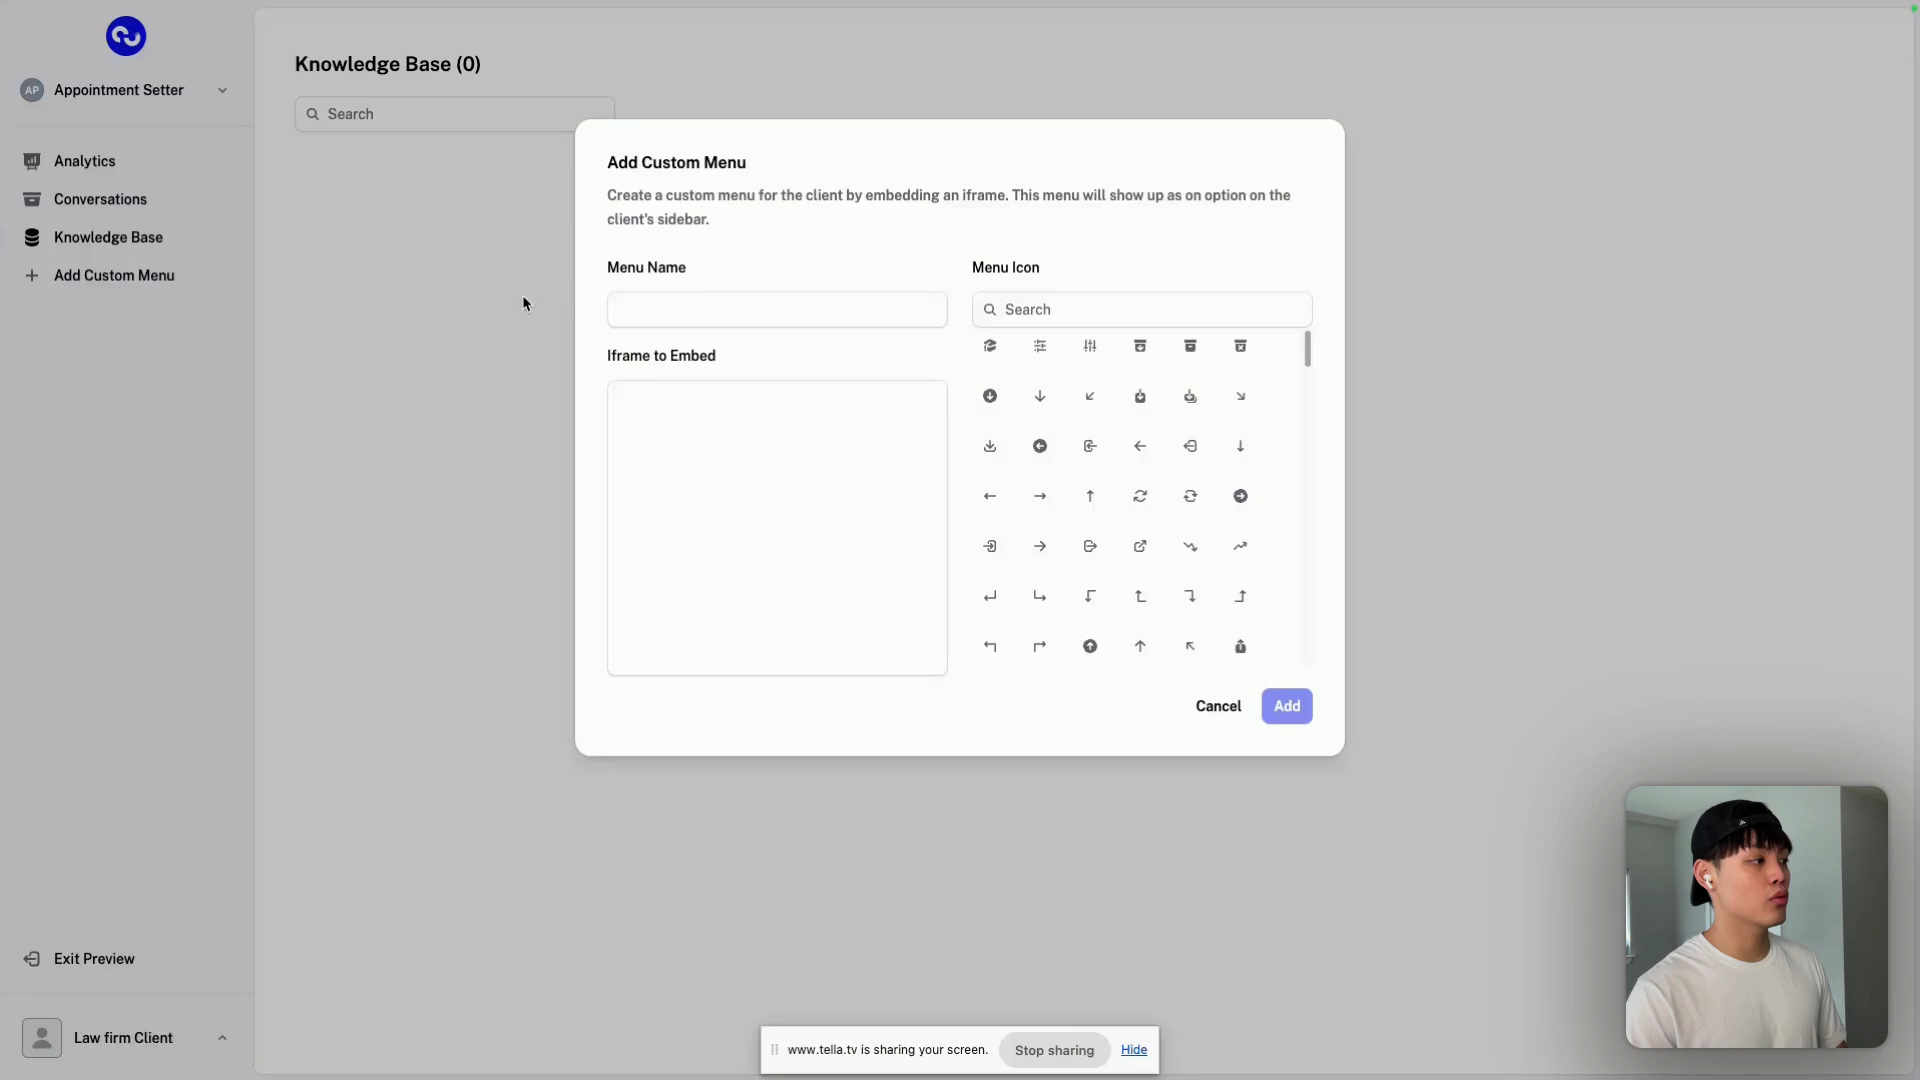 AP
Appointment Setter
Analytics
Conversations
Knowledge Base
Add Custom Menu
Exit Preview
Law firm Client
Knowledge Base (0)
Search
Add Custom Menu
Create a custom menu for the client by embedding an iframe. This menu will show up as on option on the
client's sidebar.
Menu Name
Iframe to Embed
Menu Icon
Search
Cancel
Add
www.tella.tv is sharing your screen.
Stop sharing
Hide